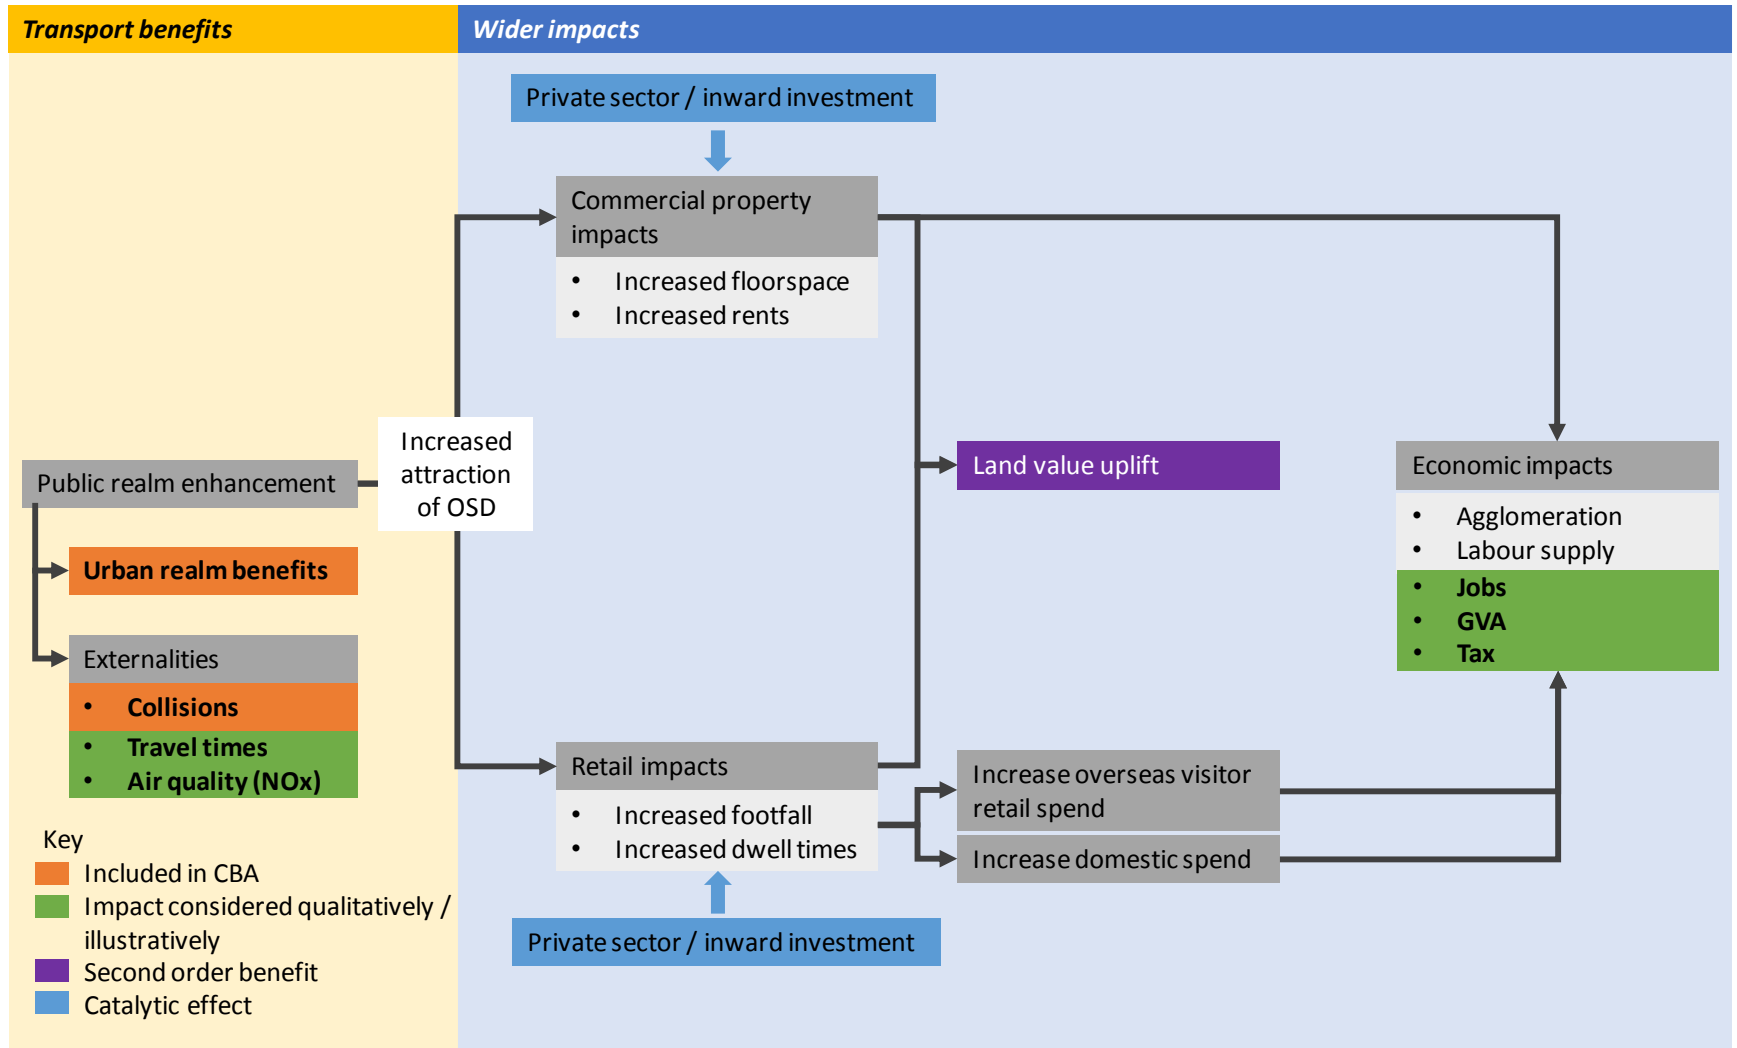 Transport benefits
Wider impacts
Private sector / inward investment
Commercial property
impacts
• Increased floorspace
• Increased rents
Increased
attraction
of OSD
Public realm enhancement
Urban realm benefits
Externalities
• Collisions
• Travel times
• Air quality (NOx)
Land value uplift
Economic impacts
• Agglomeration
• Labour supply
• Jobs
• GVA
• Tax
Retail impacts
• Increased footfall
• Increased dwell times
Increase overseas visitor
retail spend
Increase domestic spend
Private sector / inward investment
Key
Included in CBA
Impact considered qualitatively /
illustratively
Second order benefit
Catalytic effect